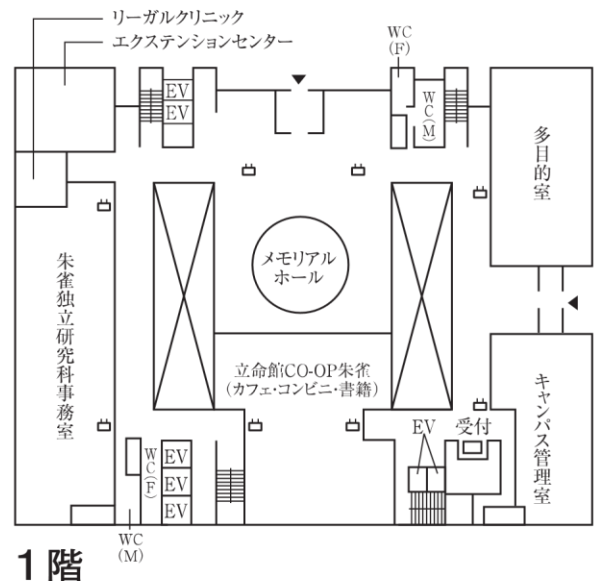 リーガルクリニック
エクステンションセンター
WC
(F)
EV
EV
WC(M)
多目的室
メモリアル
ホール
朱雀独立研究科事務室
立命館CO-OP朱雀
(カフェ・コンビニ・書籍)
キャンパス管理室
EV
受付
WC(F)
EV
EV
EV
WC
(M)
1階